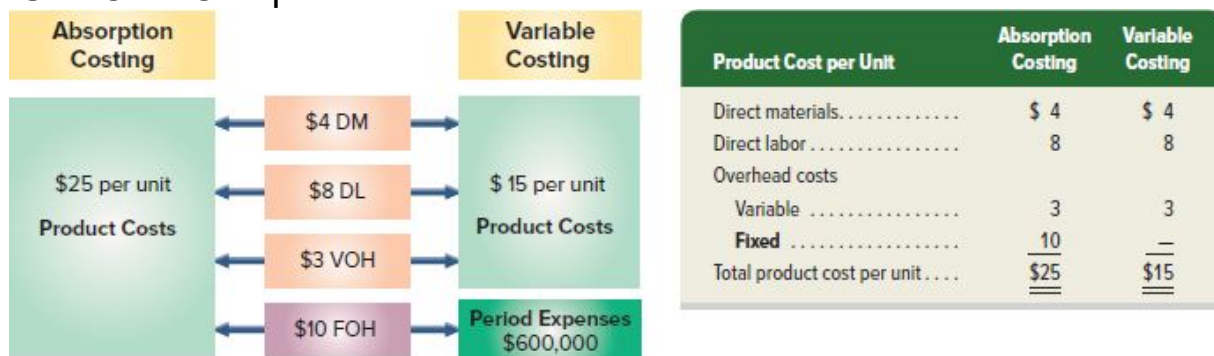 Absorption
Costing
Variable
Costing
$4 DM
$8 DL
$3 VOH
$10 FOH
$25 per unit
Product Costs
$ 15 per unit
Product Costs
Period Expenses
$600,000
Product Cost per Unit
Absorption
Costing
Variable
Costing
Direct materials............. $ 4 $ 4
Direct labor................ 8 8
Overhead costs
Variable ................ 3 3
Fixed .................. 10 —
Total product cost per unit.... $25 $15